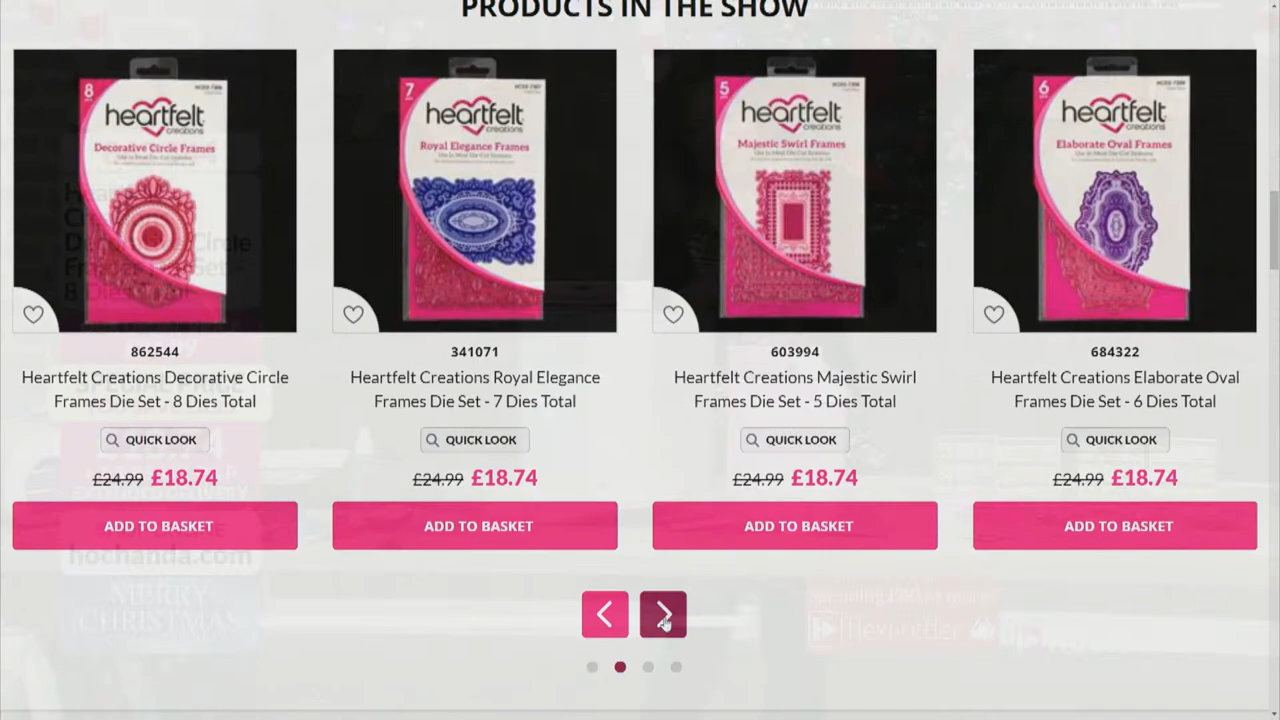 PRODUCTS IN THE SHOW
8
heartfelt
creations
Decorative Circle Frames
7
heartfelt
creations
Royal Elegance Frames
5
heartfelt
creations
Majestic Swirl Frames
6
heartfelt
creations
Elaborate Oval Frames
862544
341071
603994
684322
Heartfelt Creations Decorative Circle
Frames Die Set - 8 Dies Total
Heartfelt Creations Royal Elegance
Frames Die Set - 7 Dies Total
Heartfelt Creations Majestic Swirl
Frames Die Set - 5 Dies Total
Heartfelt Creations Elaborate Oval
Frames Die Set - 6 Dies Total
QUICK LOOK
QUICK LOOK
QUICK LOOK
QUICK LOOK
£24.99 £18.74
£24.99 £18.74
£24.99 £18.74
£24.99 £18.74
ADD TO BASKET
ADD TO BASKET
ADD TO BASKET
ADD TO BASKET
hochanda.com
MERRY
CHRISTMAS